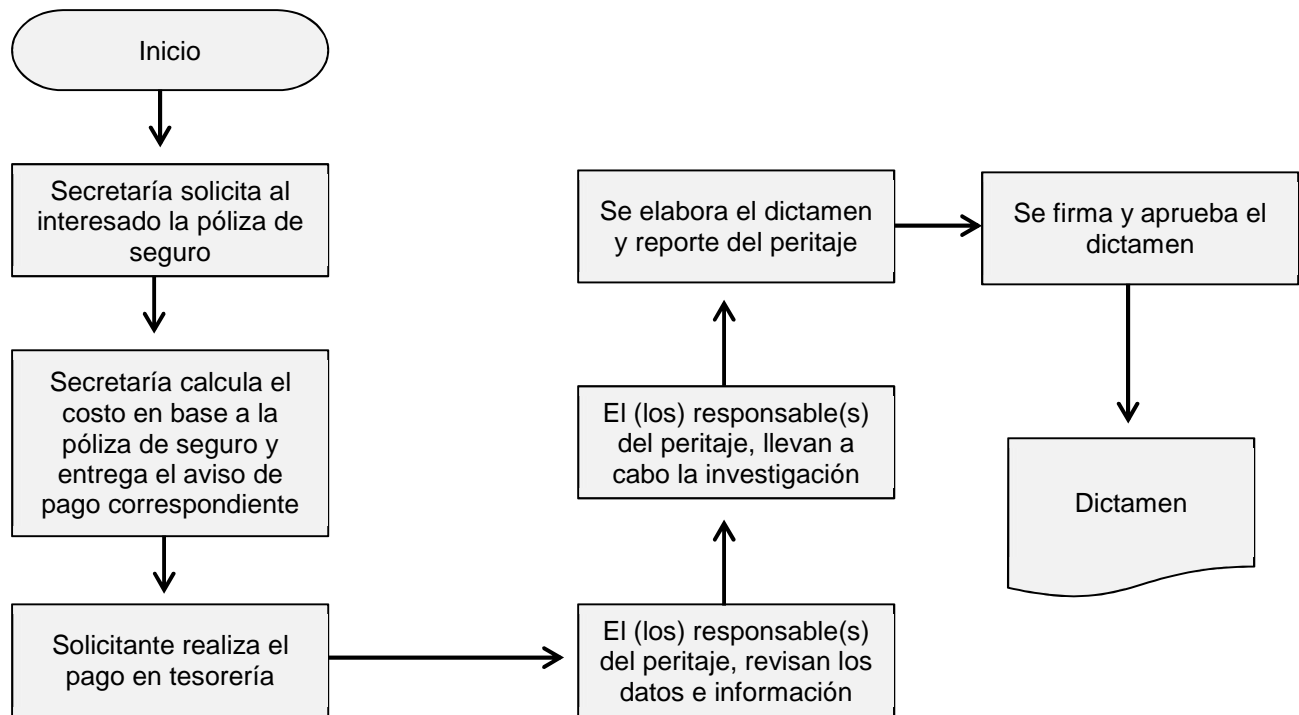 Inicio
Secretaría solicita al
interesado la póliza de
seguro
Secretaría calcula el
costo en base a la
póliza de seguro y
entrega el aviso de
pago correspondiente
Solicitante realiza el
pago en tesorería
El (los) responsable(s)
del peritaje, revisan los
datos e información
El (los) responsable(s)
del peritaje, llevan a
cabo la investigación
Se elabora el dictamen
y reporte del peritaje
Se firma y aprueba el
dictamen
Dictamen